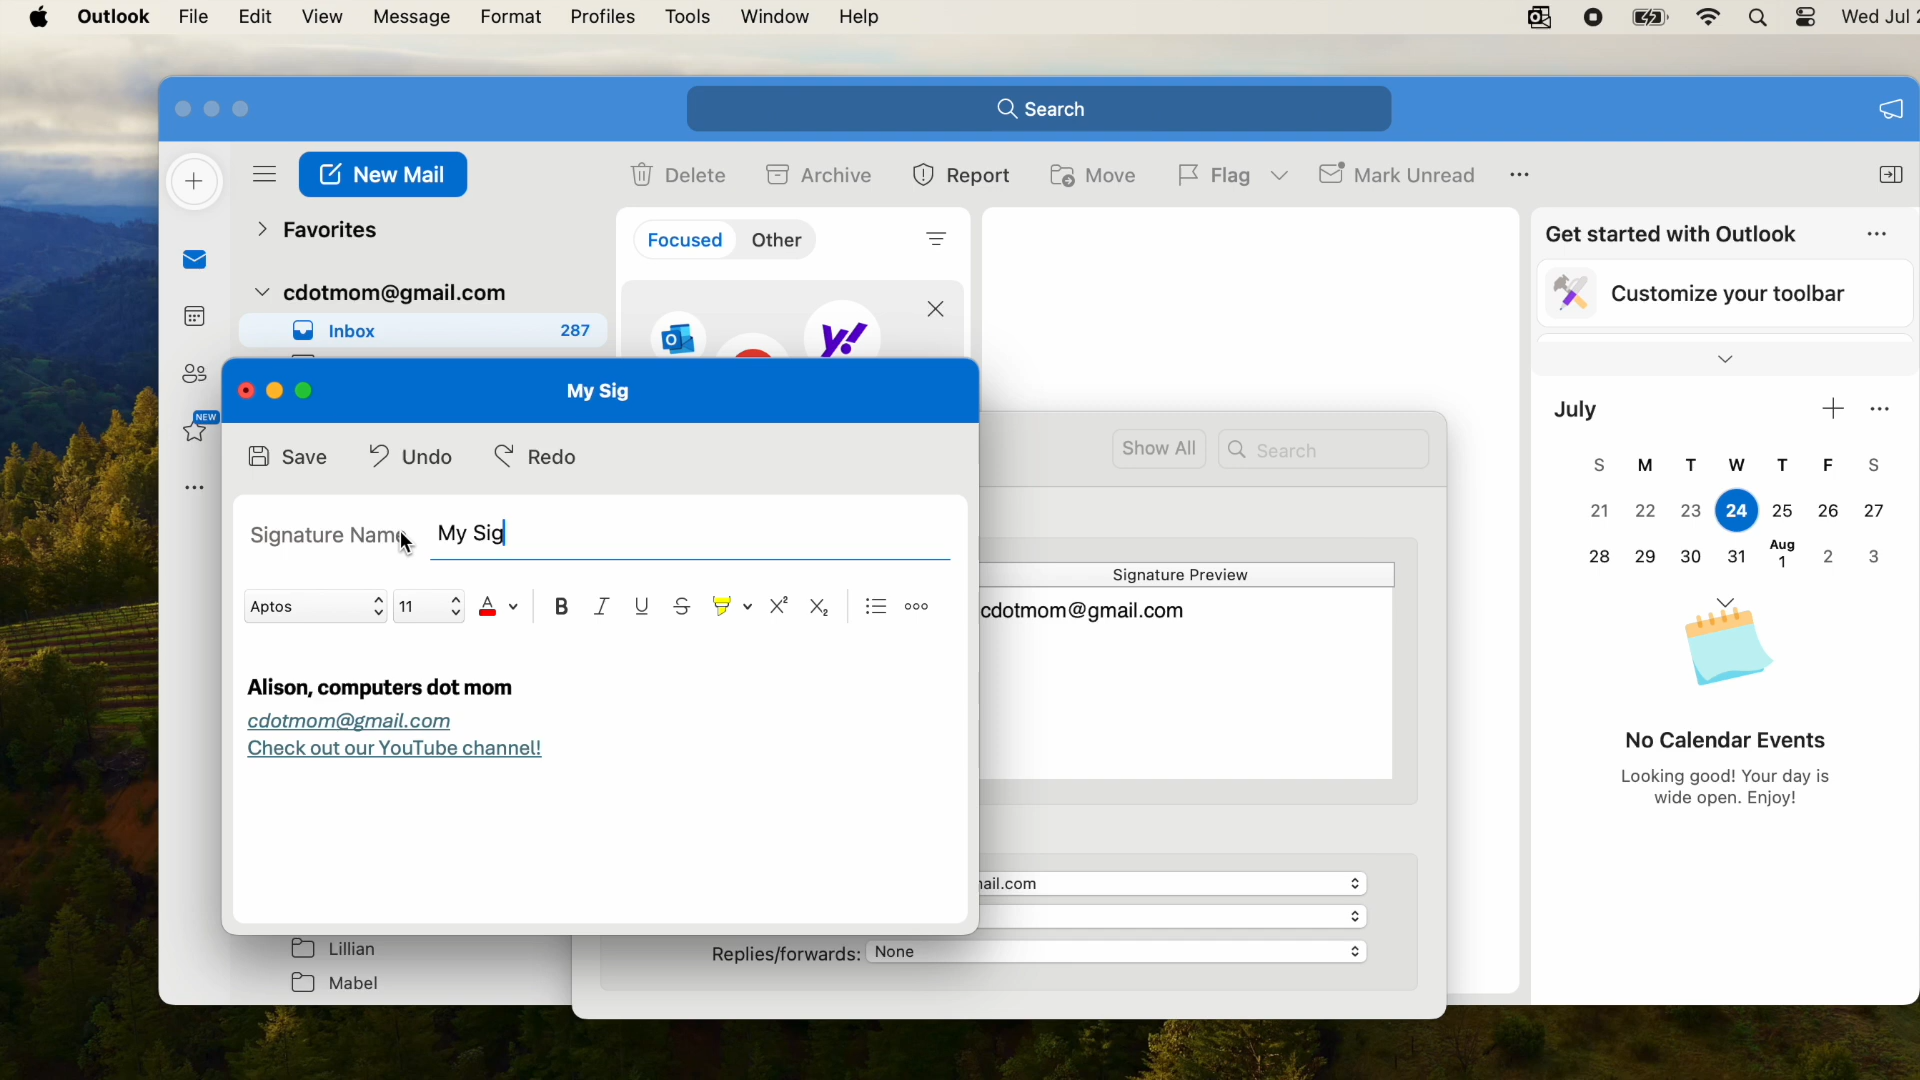 Outlook File Edit View Message Format Profiles Tools Window Help Wed Jul
Search
New Mail Delete Archive Report Move Flag Mark Unread
Favorites
Focused Other
cdotmom@gmail.com
Inbox 287
NEW
My Sig
Save Undo Redo
Signature Name My Sig
Aptos 11 A B I U S X² X₂
Alison, computers dot mom
cdotmom@gmail.com
Check out our YouTube channel!
Lillian
Mabel
Show All Search
Signature Preview
cdotmom@gmail.com
ail.com
Replies/forwards: None
Get started with Outlook
Customize your toolbar
July
S M T W T F S
21 22 23 24 25 26 27
28 29 30 31 Aug 1 2 3
No Calendar Events
Looking good! Your day is
wide open. Enjoy!